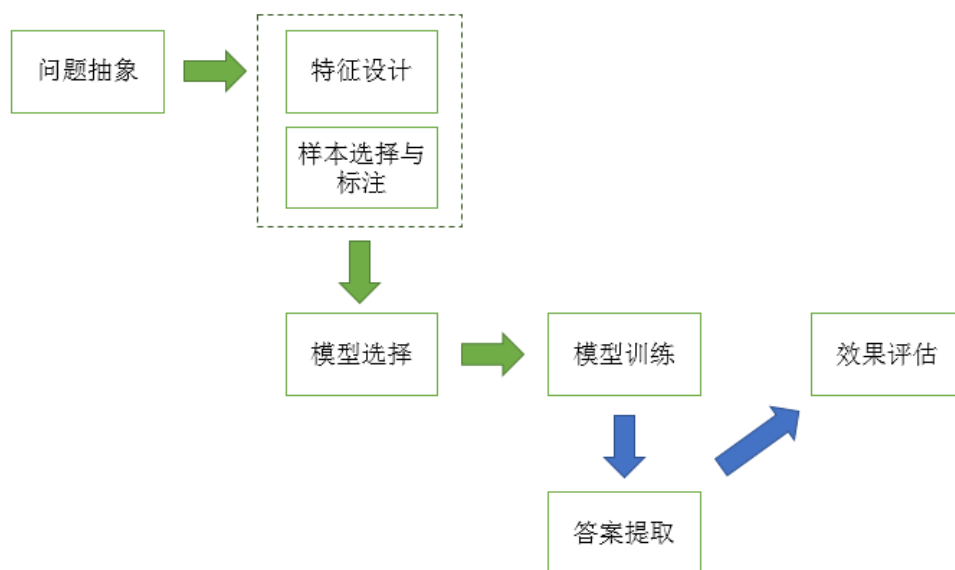 问题抽象
特征设计
样本选择与
标注
模型选择
模型训练
效果评估
答案提取